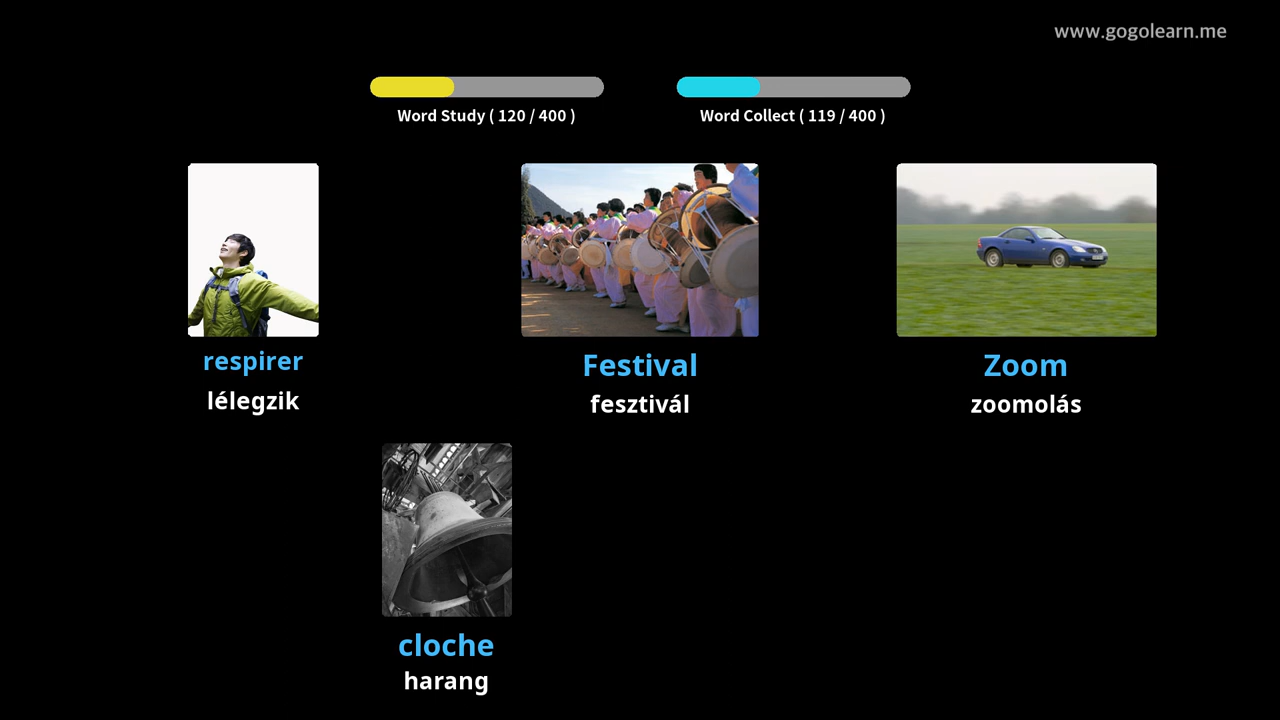 www.gogolearn.me
Word Study ( 120 / 400 )
Word Collect ( 119 / 400 )
respirer
lélegzik
Festival
fesztivál
Zoom
zoomolás
cloche
harang